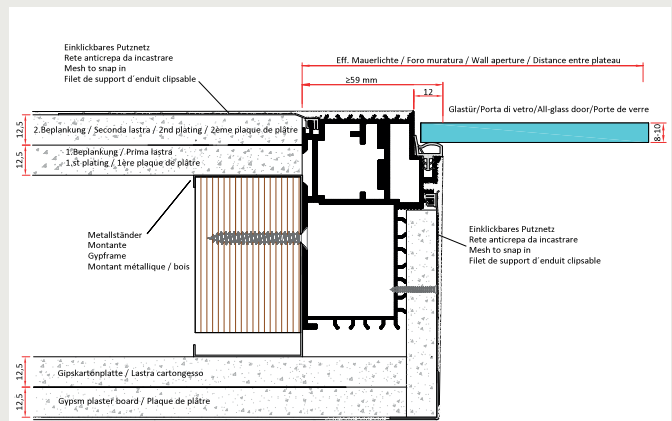 Einklickbares Putznetz
Rete anticrepa da incastrare
Mesh to snap in
Filet de support d´enduit clipsable
Eff. Mauerlichte / Foro muratura / Wall aperture / Distance entre plateau
≥59 mm
12
Glastür/Porta di vetro/All-glass door/Porte de verre
8-10
12,5
2.Beplankung / Seconda lastra / 2nd plating / 2ème plaque de plâtre
12,5
1.Beplankung / Prima lastra
1.st plating / 1ère plaque de plâtre
Metallständer
Montante
Gypframe
Montant métallique / bois
Einklickbares Putznetz
Rete anticrepa da incastrare
Mesh to snap in
Filet de support d´enduit clipsable
12,5
Gipskartonplatte / Lastra cartongesso
12,5
Gypsm plaster board / Plaque de plâtre